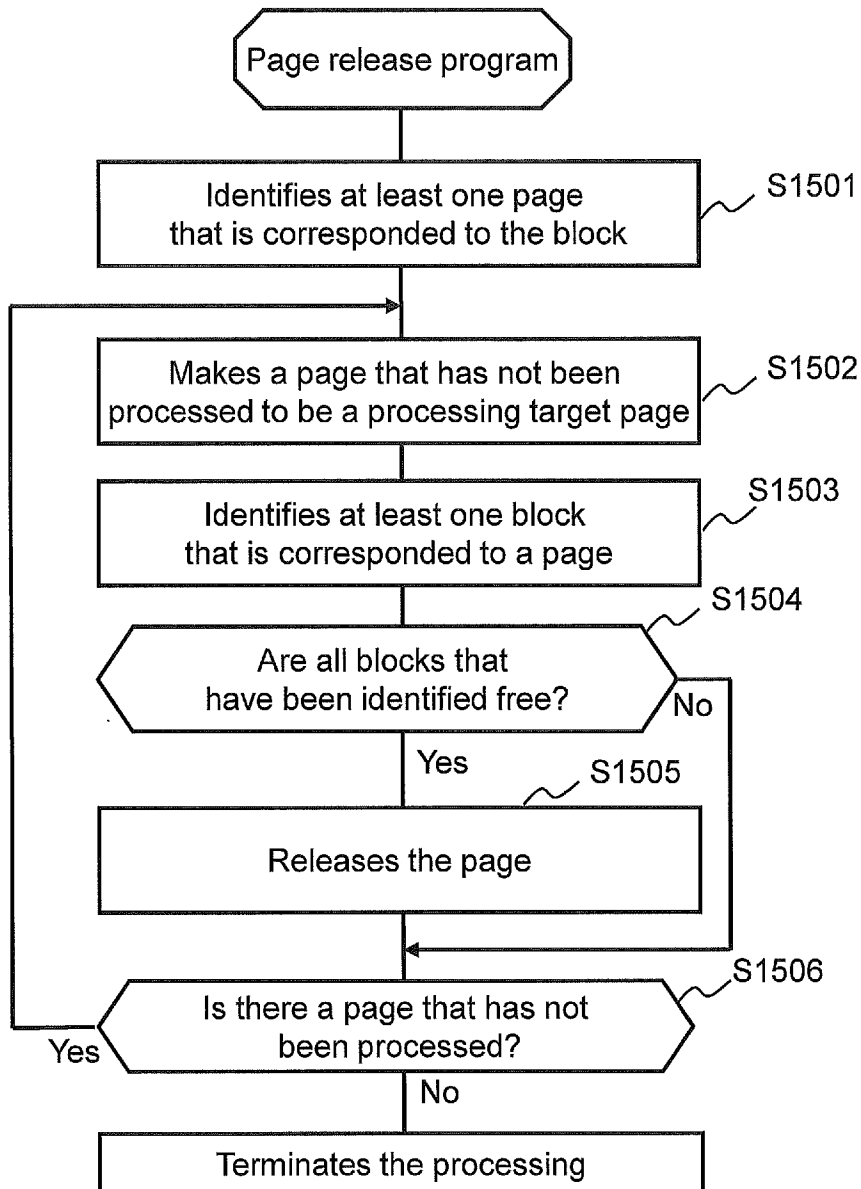 Page release program
Identifies at least one page
that is corresponded to the block
S1501
Makes a page that has not been
processed to be a processing target page
S1502
Identifies at least one block
that is corresponded to a page
S1503
Are all blocks that
have been identified free?
S1504
No
Yes
S1505
Releases the page
Is there a page that has not
been processed?
S1506
Yes
No
Terminates the processing